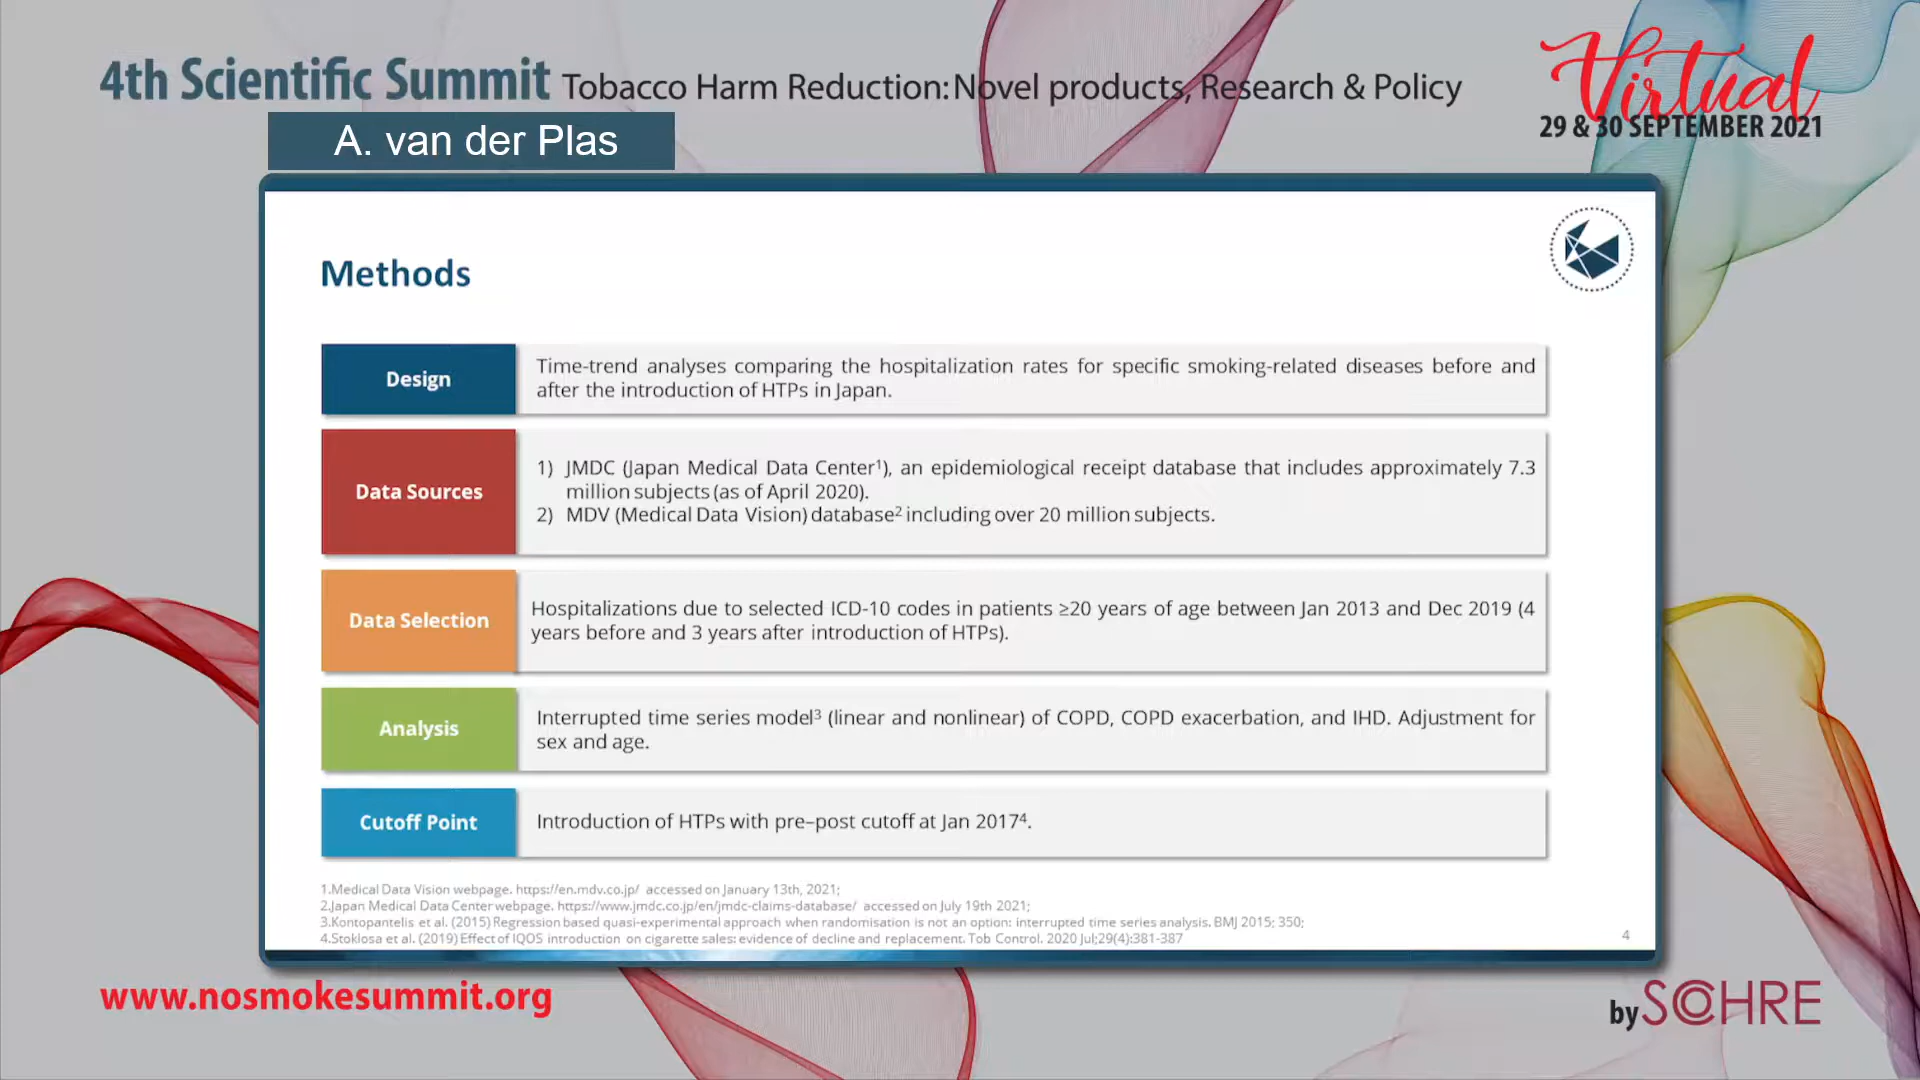 4th Scientific Summit Tobacco Harm Reduction: Novel products, Research & Policy
Virtual
29 & 30 SEPTEMBER 2021
A. van der Plas
Methods
Design
Time-trend analyses comparing the hospitalization rates for specific smoking-related diseases before and
after the introduction of HTPs in Japan.
Data Sources
1) JMDC (Japan Medical Data Center¹), an epidemiological receipt database that includes approximately 7.3
million subjects (as of April 2020).
2) MDV (Medical Data Vision) database² including over 20 million subjects.
Data Selection
Hospitalizations due to selected ICD-10 codes in patients ≥20 years of age between Jan 2013 and Dec 2019 (4
years before and 3 years after introduction of HTPs).
Analysis
Interrupted time series model³ (linear and nonlinear) of COPD, COPD exacerbation, and IHD. Adjustment for
sex and age.
Cutoff Point
Introduction of HTPs with pre–post cutoff at Jan 2017⁴.
1.Medical Data Vision webpage. https://en.mdv.co.jp/ accessed on January 13th, 2021;
2.Japan Medical Data Center webpage. https://www.jmdc.co.jp/en/jmdc-claims-database/ accessed on July 19th 2021;
3.Kontopantelis et al. (2015) Regression based quasi-experimental approach when randomisation is not an option: interrupted time series analysis. BMJ 2015; 350;
4.Stoklosa et al. (2019) Effect of IQOS introduction on cigarette sales: evidence of decline and replacement. Tob Control. 2020 Jul;29(4):381-387
4
www.nosmokesummit.org
by SCOHRE